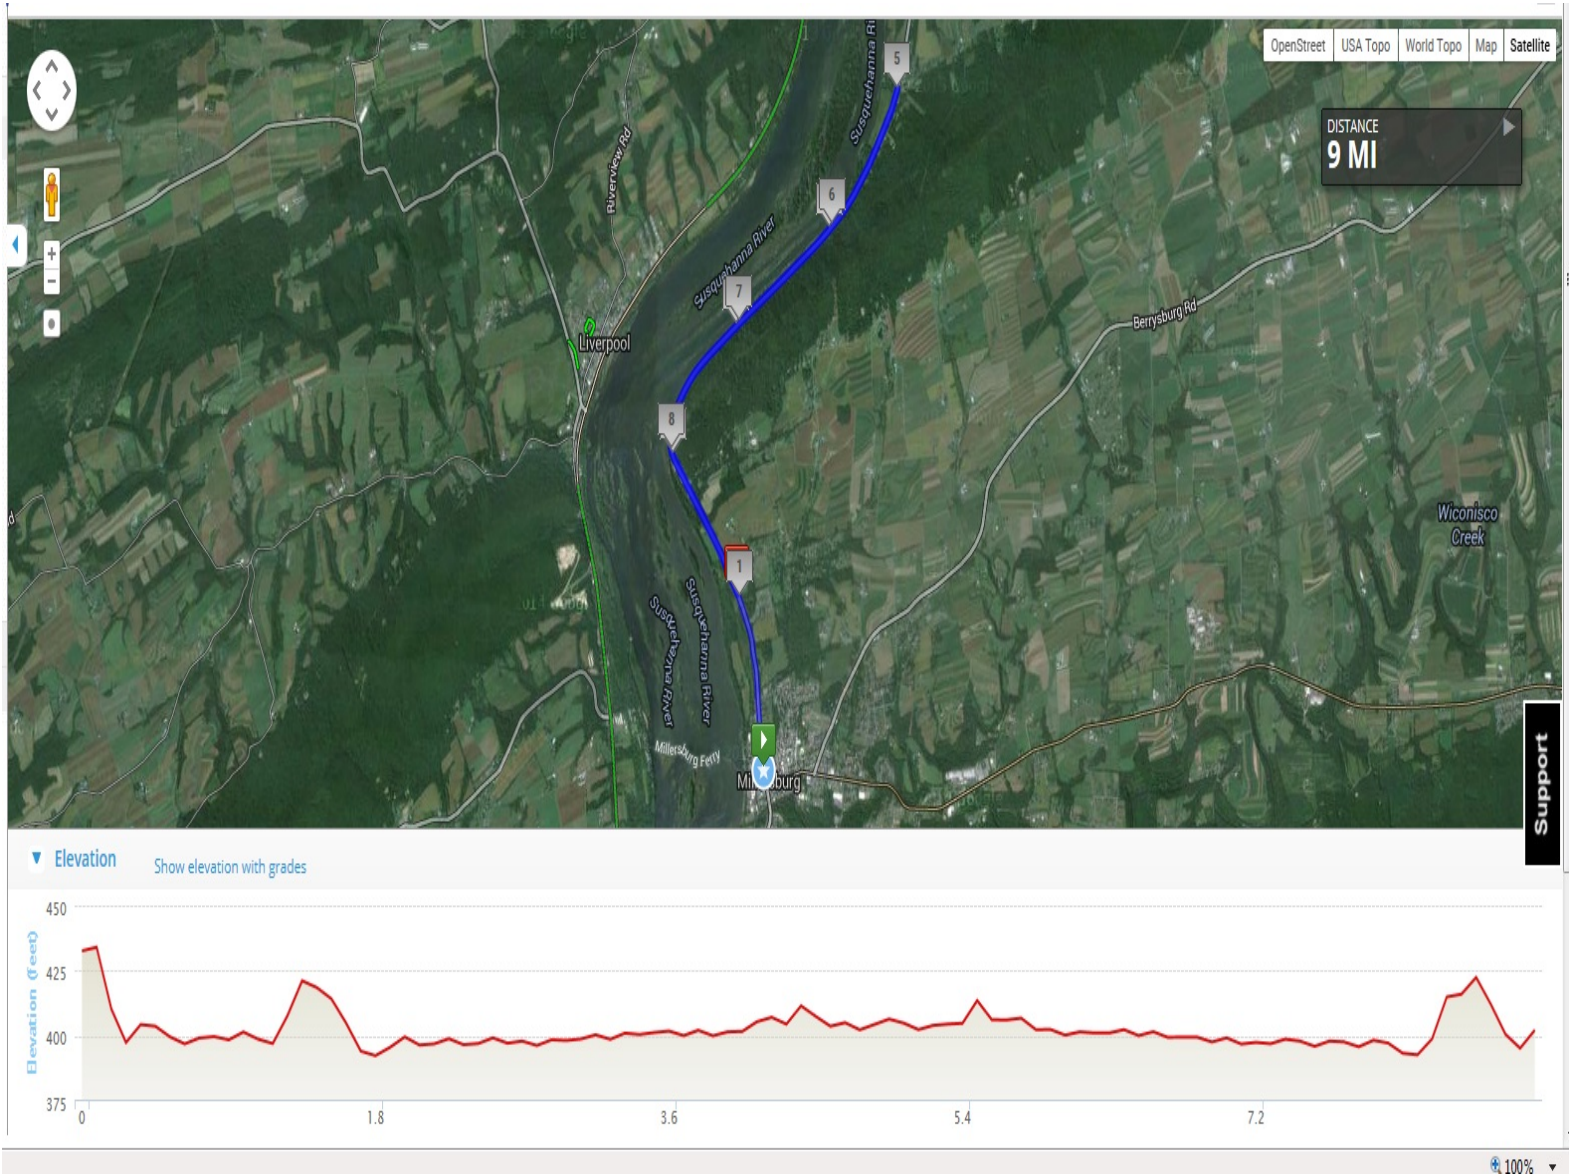 OpenStreet
USA Topo
World Topo
Map
Satellite
DISTANCE
9 MI
5
6
7
8
1
Riverview Rd
Susquehanna
Susquehanna River
Liverpool
Berrysburg Rd
Wiconisco
Creek
Susquehanna River
Susquehanna River
Millersburg Ferry
Support
Elevation
Show elevation with grades
Elevation (Feet)
450
425
400
375
0
1.8
3.6
5.4
7.2
100%